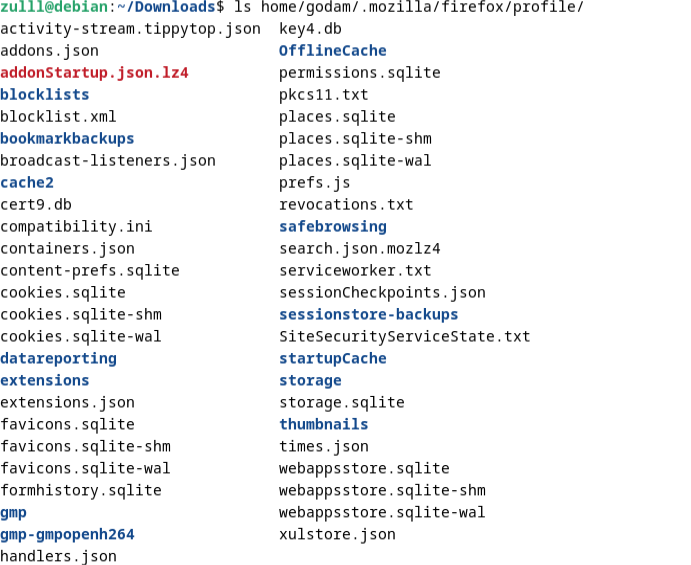 zulll@debian:~/Downloads$ ls home/godam/.mozilla/firefox/profile/
activity-stream.tippytop.json  key4.db
addons.json                    OfflineCache
addonStartup.json.lz4          permissions.sqlite
blocklists                     pkcs11.txt
blocklist.xml                  places.sqlite
bookmarkbackups                places.sqlite-shm
broadcast-listeners.json       places.sqlite-wal
cache2                         prefs.js
cert9.db                       revocations.txt
compatibility.ini              safebrowsing
containers.json                search.json.mozlz4
content-prefs.sqlite           serviceworker.txt
cookies.sqlite                 sessionCheckpoints.json
cookies.sqlite-shm             sessionstore-backups
cookies.sqlite-wal             SiteSecurityServiceState.txt
datareporting                  startupCache
extensions                     storage
extensions.json                storage.sqlite
favicons.sqlite                thumbnails
favicons.sqlite-shm            times.json
favicons.sqlite-wal            webappsstore.sqlite
formhistory.sqlite             webappsstore.sqlite-shm
gmp                            webappsstore.sqlite-wal
gmp-gmpopenh264                xulstore.json
handlers.json